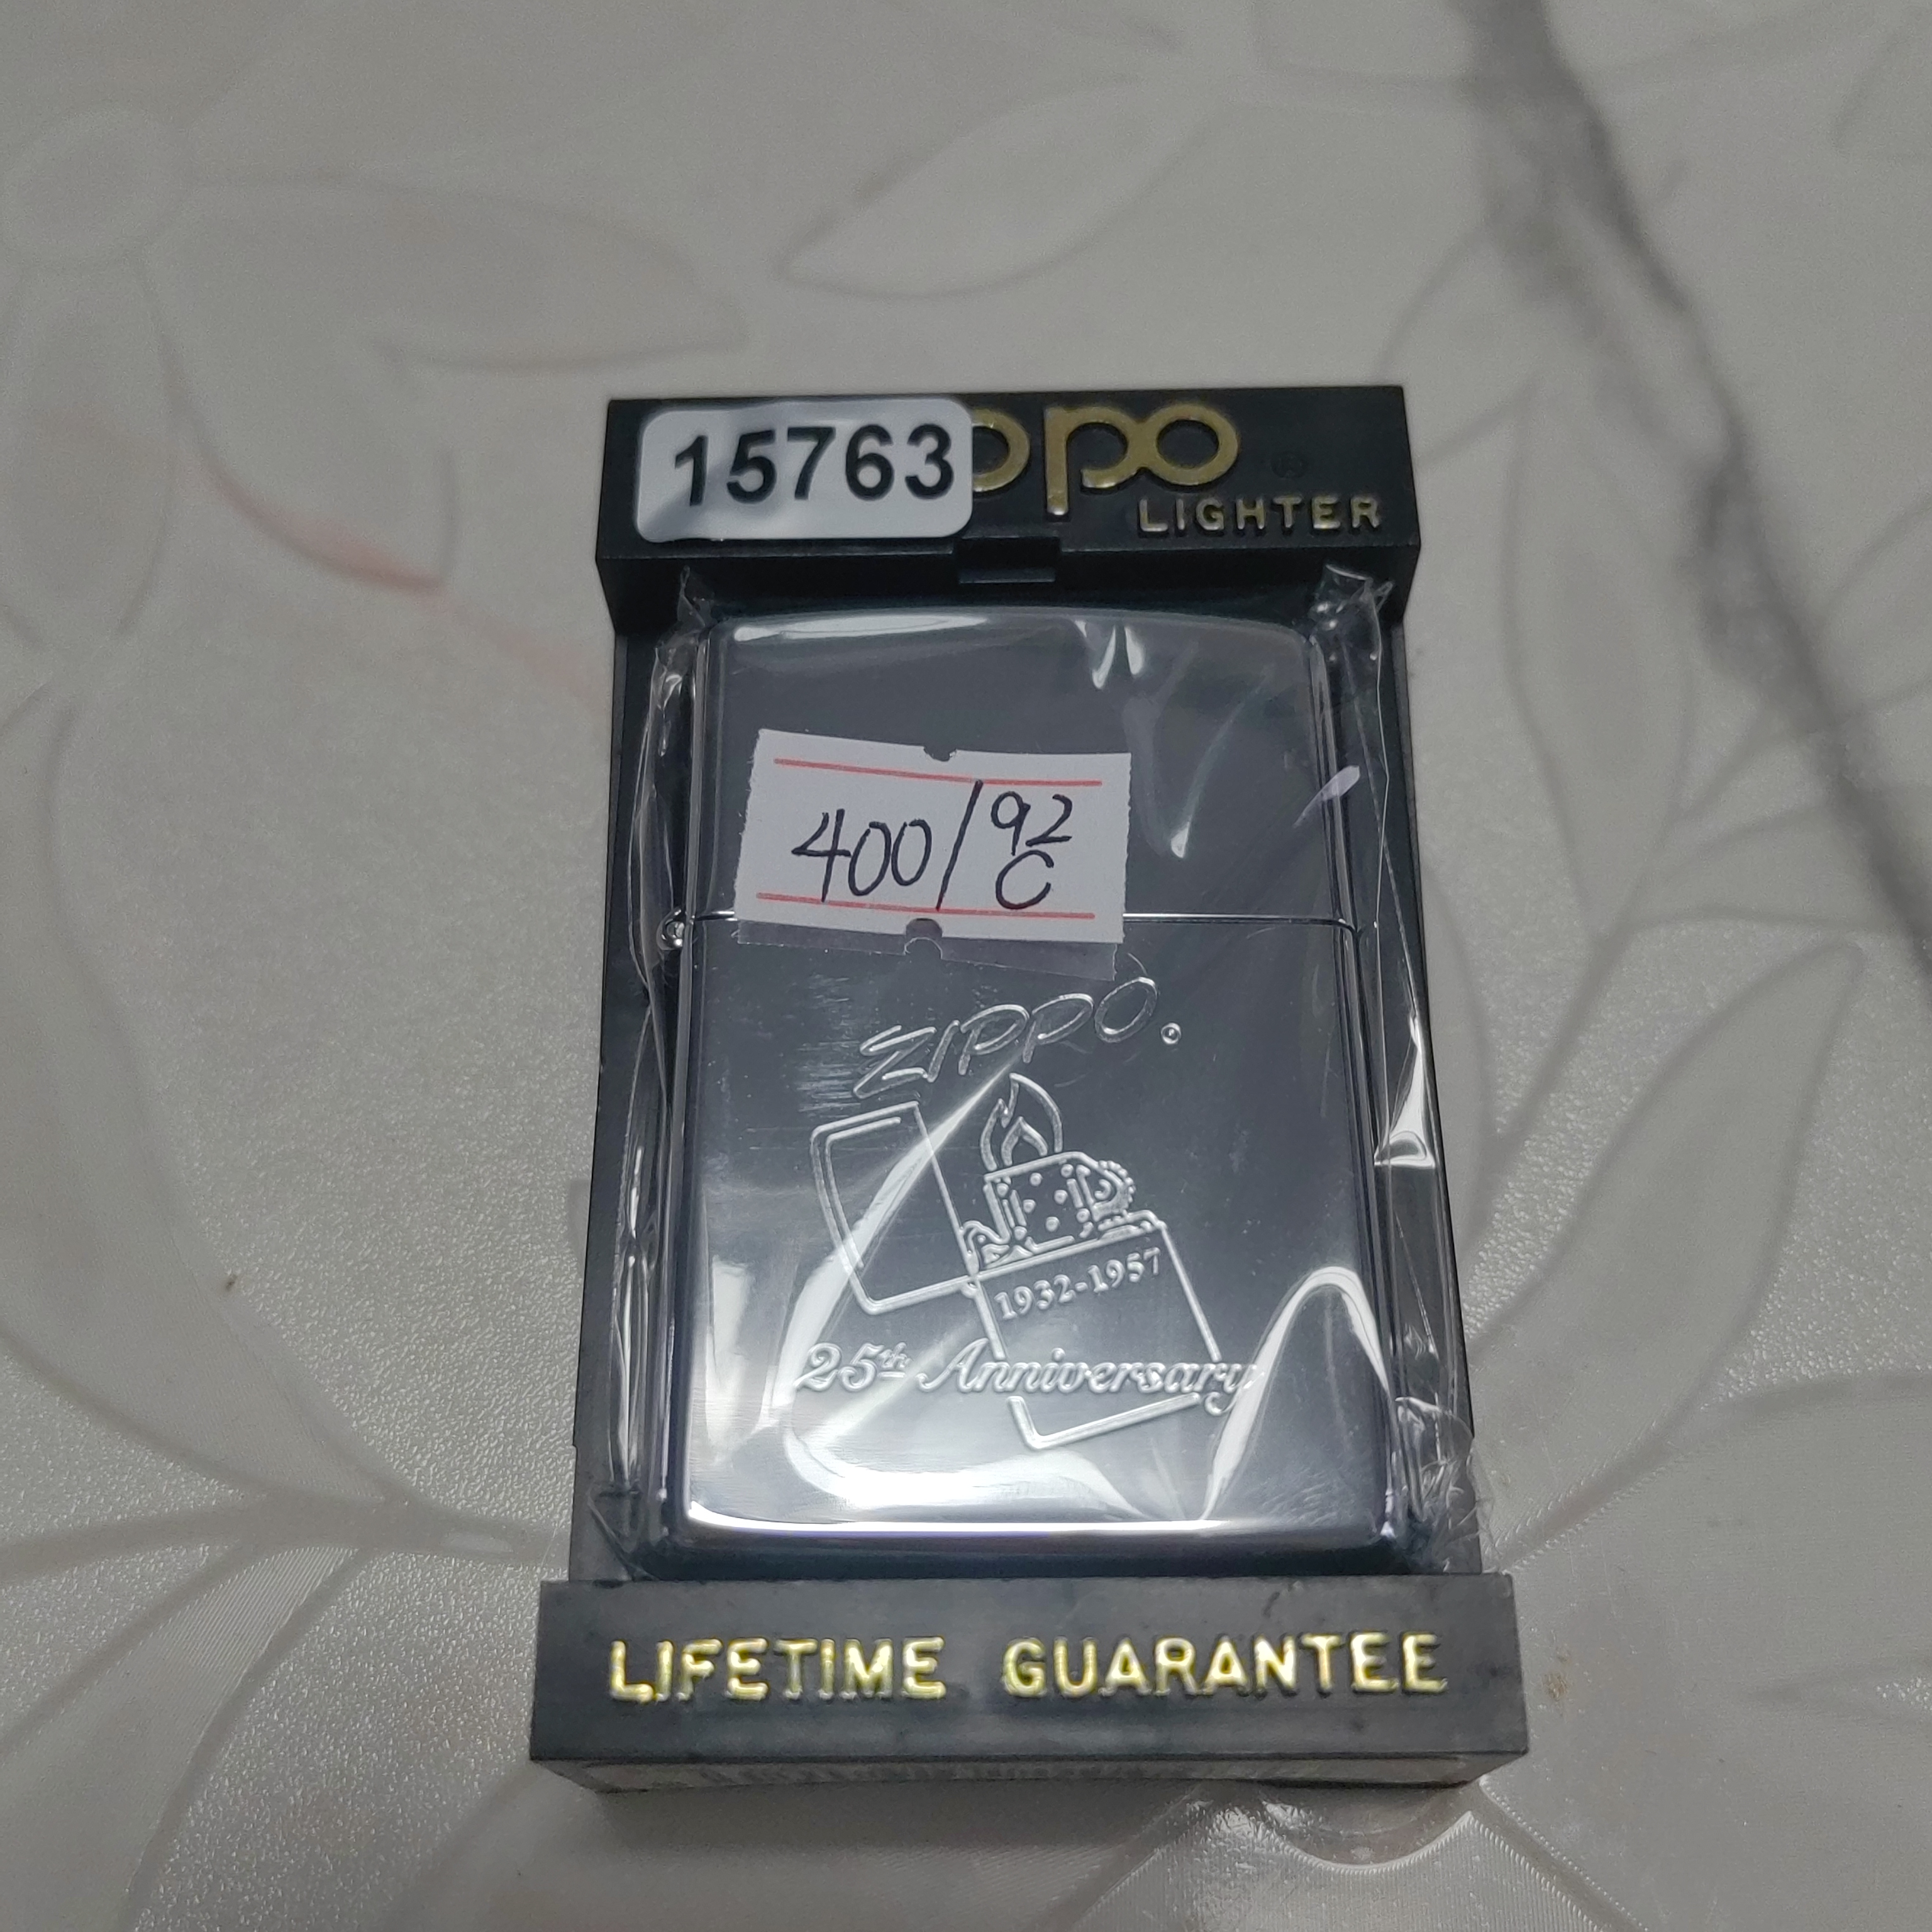 15763
ppo ®
LIGHTER
400/92
C
ZIPPO®
1932-1957
25th Anniversary
LIFETIME GUARANTEE